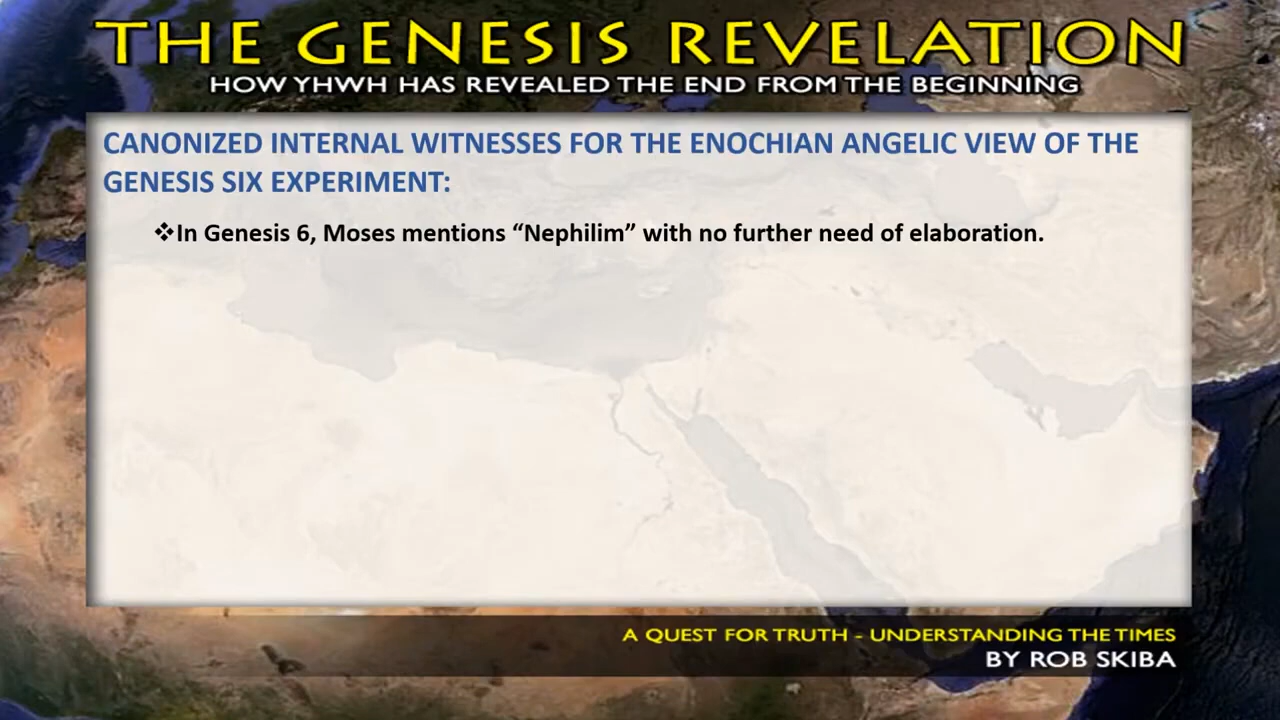 THE GENESIS REVELATION
HOW YHWH HAS REVEALED THE END FROM THE BEGINNING
CANONIZED INTERNAL WITNESSES FOR THE ENOCHIAN ANGELIC VIEW OF THE
GENESIS SIX EXPERIMENT:
❖In Genesis 6, Moses mentions “Nephilim” with no further need of elaboration.
A QUEST FOR TRUTH - UNDERSTANDING THE TIMES
BY ROB SKIBA